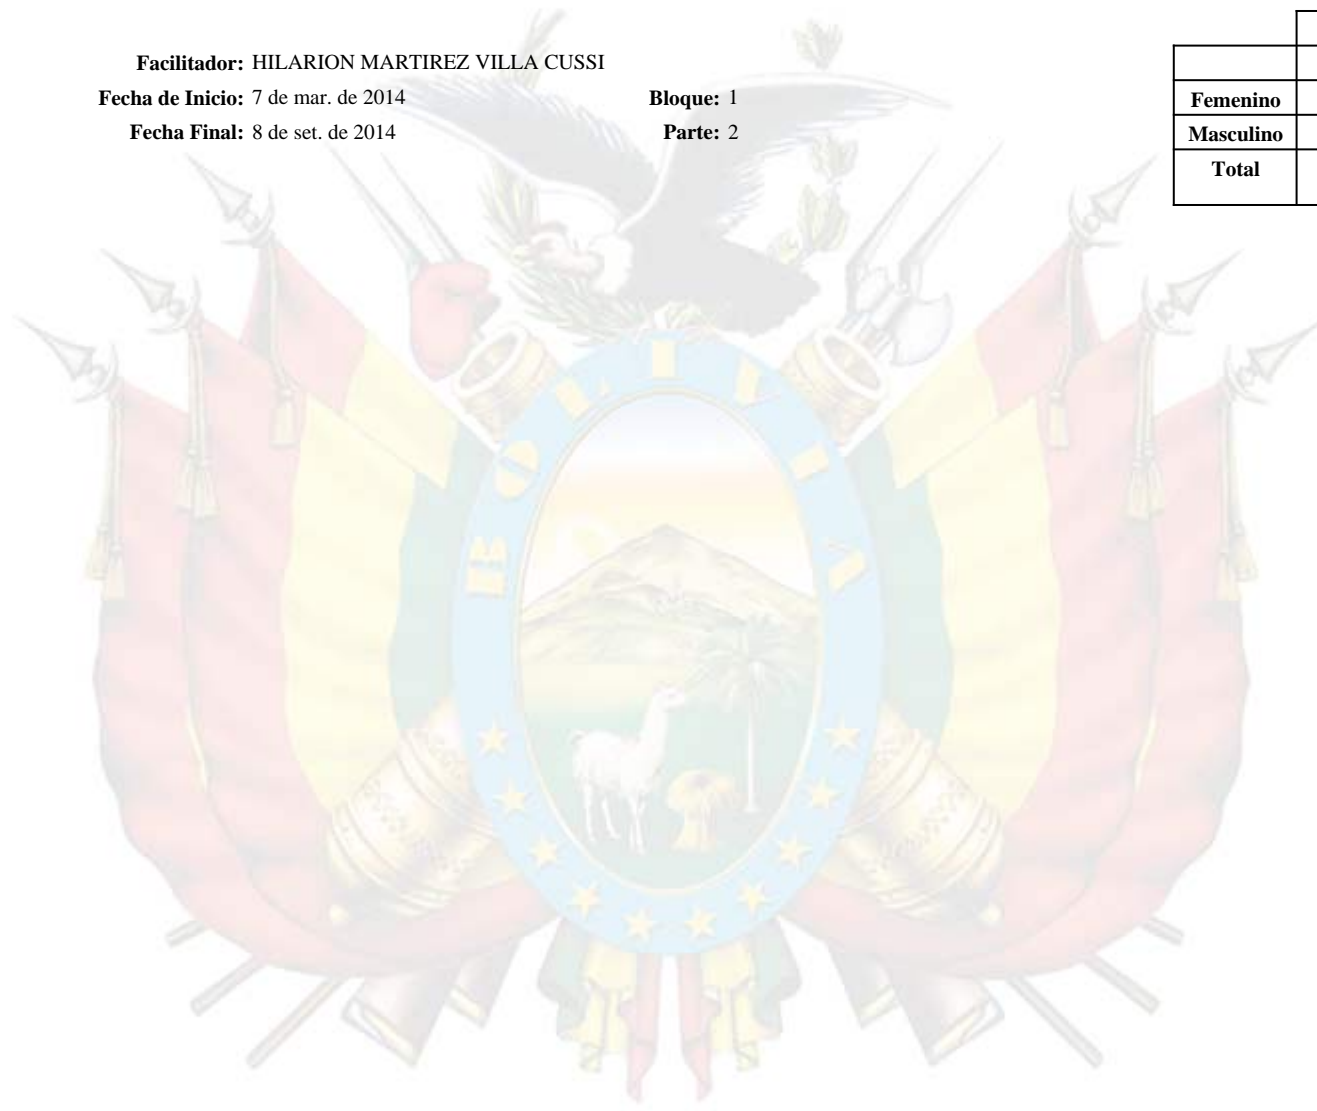 Facilitador: HILARION MARTIREZ VILLA CUSSI
Fecha de Inicio: 7 de mar. de 2014 Bloque: 1
Fecha Final: 8 de set. de 2014 Parte: 2
Femenino
Masculino
Total
BOLIVIA